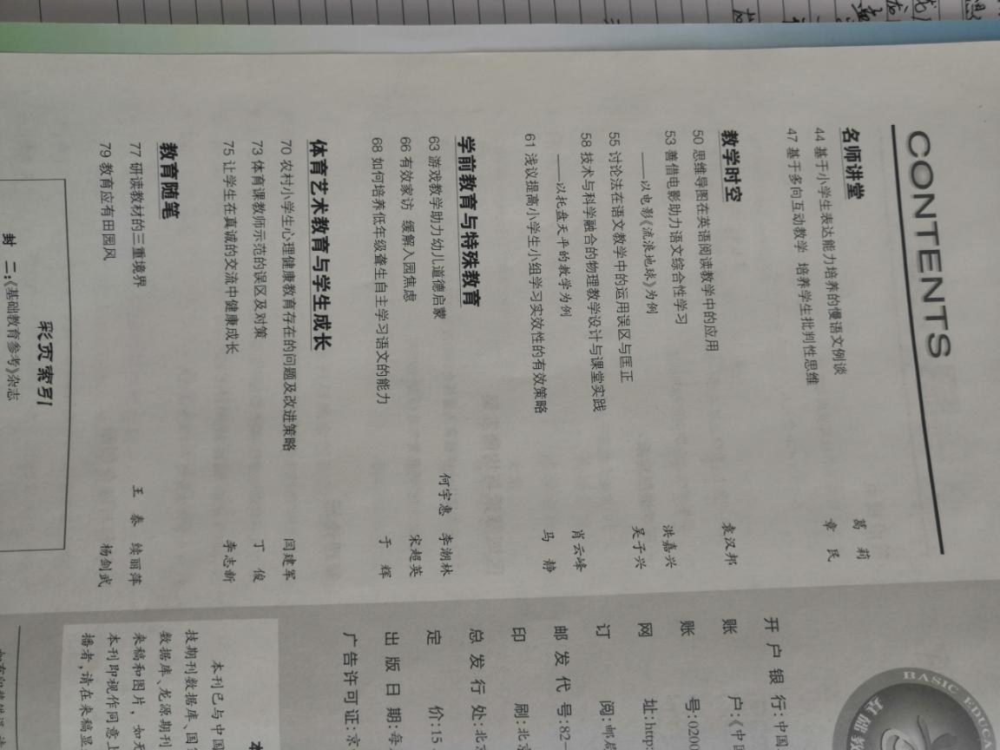 CONTENTS
名师讲堂
44 基于小学生表达能力培养的慢语文例谈 葛 莉
47 基于多向互动教学 培养学生批判性思维 章 民
教学时空
50 思维导图在英语阅读教学中的应用 袁汉邦
53 善借电影助力语文综合性学习
——以电影《流浪地球》为例 洪嘉兴
55 讨论法在语文教学中的运用误区与匡正 吴子兴
58 技术与科学融合的物理教学设计与课堂实践
——以托盘天平的教学为例 肖云峰
61 浅议提高小学生小组学习实效性的有效策略 马 静
学前教育与特殊教育
63 游戏教学助力幼儿道德启蒙 何宇惠 李潮林
66 有效家访 缓解入园焦虑 宋超英
68 如何培养低年级聋生自主学习语文的能力 于 辉
体育艺术教育与学生成长
70 农村小学生心理健康教育存在的问题及改进策略 闫建军
73 体育课教师示范的误区及对策 丁 俊
75 让学生在真诚的交流中健康成长 李志新
教育随笔
77 研读教材的三重境界 王 泰 续丽萍
79 教育应有田园风 杨剑武
彩页索引
封 二:《基础教育参考》杂志
BASIC EDUCA
开 户 银 行:中国
账 户:《中
账 号:0200
网 址:http:
订 阅:邮局
邮 发 代 号:82-
印 刷:北京
总 发 行 处:北京
定 价:15
出 版 日 期:每
广告许可证:京
本
本刊已与中国
技期刊数据库、国
数据库、龙源期刊
来稿和图片，如无
本刊即视作同意上
播者，请在来稿显